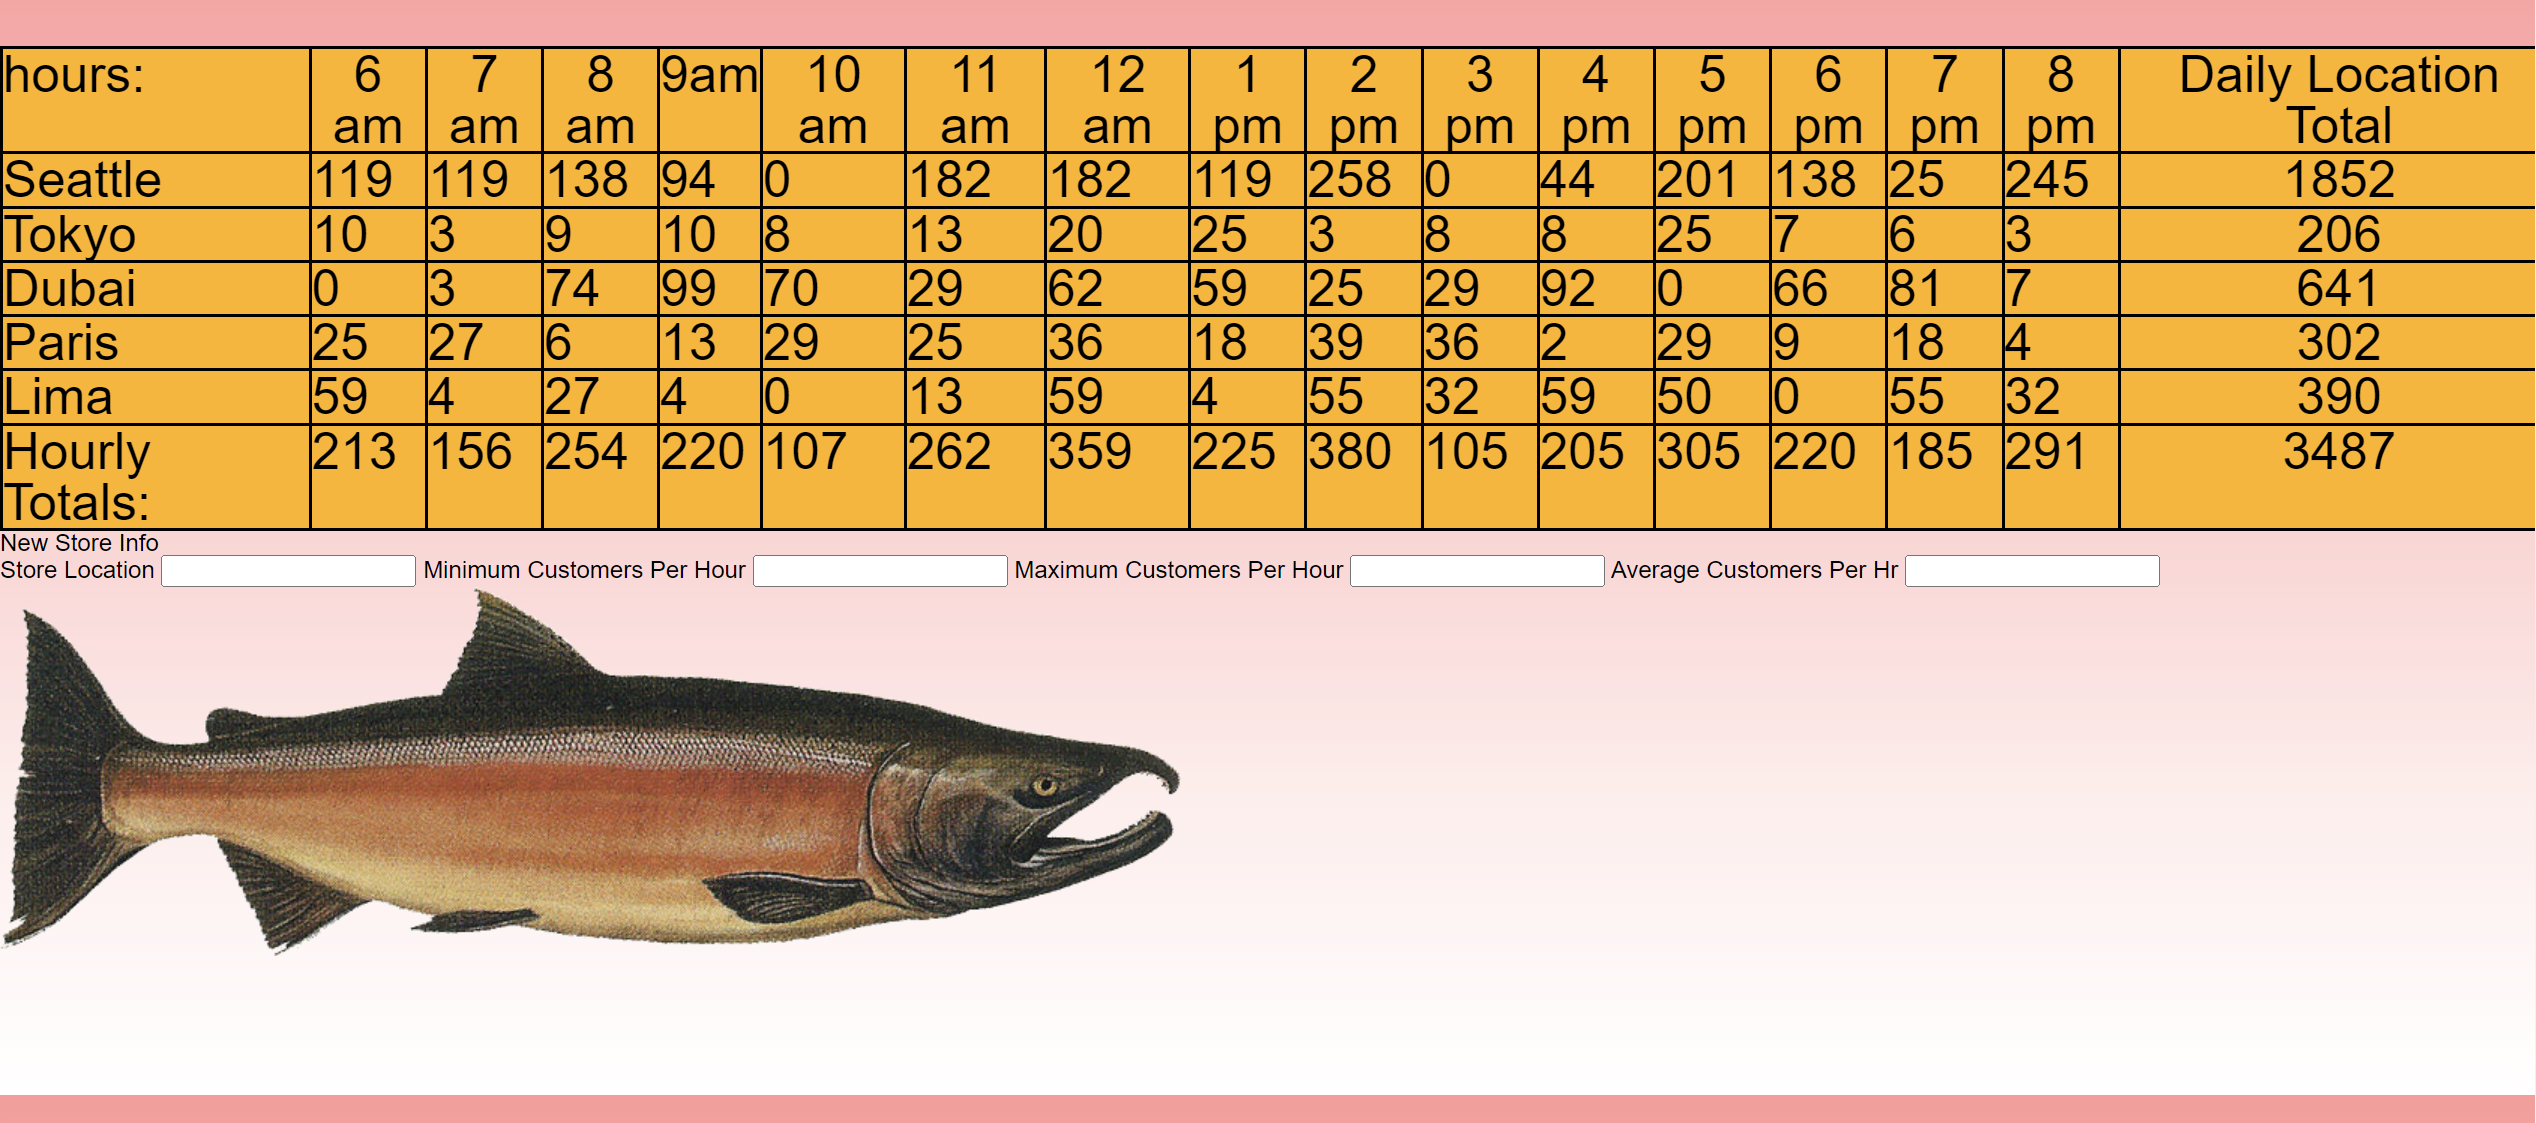 hours: 6 am 7 am 8 am 9am 10 am 11 am 12 am 1 pm 2 pm 3 pm 4 pm 5 pm 6 pm 7 pm 8 pm Daily Location Total
Seattle 119 119 138 94 0 182 182 119 258 0 44 201 138 25 245 1852
Tokyo 10 3 9 10 8 13 20 25 3 8 8 25 7 6 3 206
Dubai 0 3 74 99 70 29 62 59 25 29 92 0 66 81 7 641
Paris 25 27 6 13 29 25 36 18 39 36 2 29 9 18 4 302
Lima 59 4 27 4 0 13 59 4 55 32 59 50 0 55 32 390
Hourly Totals: 213 156 254 220 107 262 359 225 380 105 205 305 220 185 291 3487
New Store Info
Store Location Minimum Customers Per Hour Maximum Customers Per Hour Average Customers Per Hr